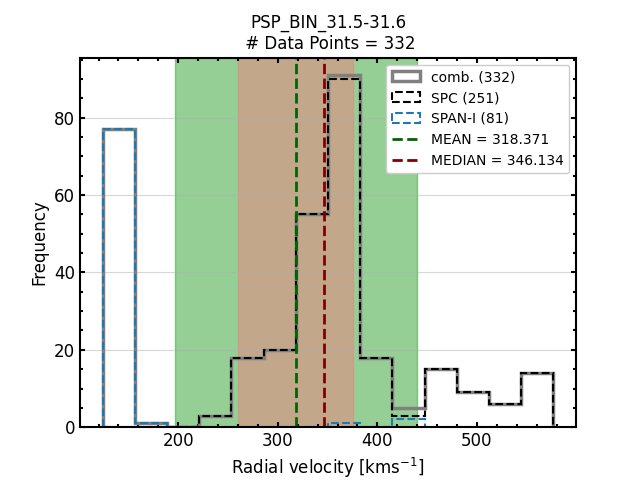 PSP_BIN_31.5-31.6
# Data Points = 332
comb. (332)
SPC (251)
SPAN-I (81)
MEAN = 318.371
MEDIAN = 346.134
Frequency
80
60
40
20
0
200 300 400 500
Radial velocity [kms⁻¹]